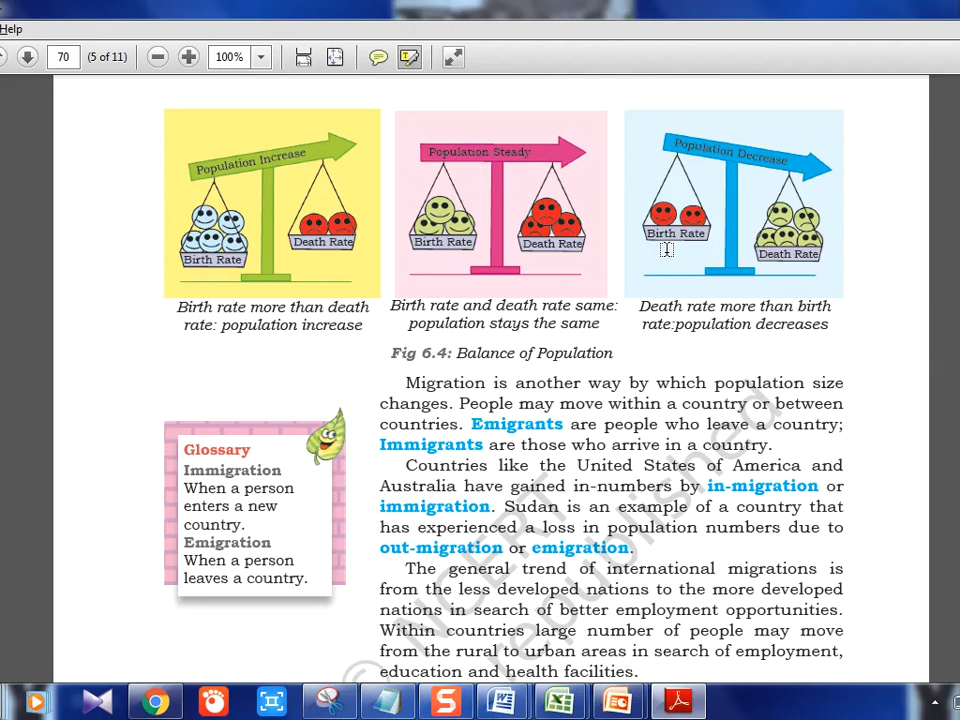 Help
70 (5 of 11) 100%
Population Increase
Birth Rate
Death Rate
Population Steady
Birth Rate
Death Rate
Population Decrease
Birth Rate
Death Rate
Birth rate more than death
rate: population increase
Birth rate and death rate same:
population stays the same
Death rate more than birth
rate:population decreases
Fig 6.4: Balance of Population
Migration is another way by which population size
changes. People may move within a country or between
countries. Emigrants are people who leave a country;
Immigrants are those who arrive in a country.
Countries like the United States of America and
Australia have gained in-numbers by in-migration or
immigration. Sudan is an example of a country that
has experienced a loss in population numbers due to
out-migration or emigration.
The general trend of international migrations is
from the less developed nations to the more developed
nations in search of better employment opportunities.
Within countries large number of people may move
from the rural to urban areas in search of employment,
education and health facilities.
Glossary
Immigration
When a person
enters a new
country.
Emigration
When a person
leaves a country.
© NCERT
republished